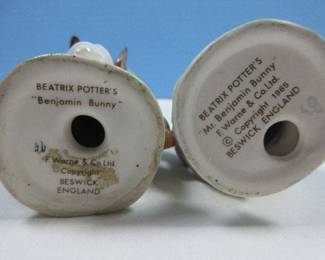 BEATRIX POTTER'S
"Benjamin Bunny"
F. Warne & Co. Ltd.
Copyright
BESWICK
ENGLAND
BEATRIX POTTER'S
"Mr. Benjamin Bunny"
F. Warne & Co. Ltd.
© Copyright 1965
BESWICK
ENGLAND